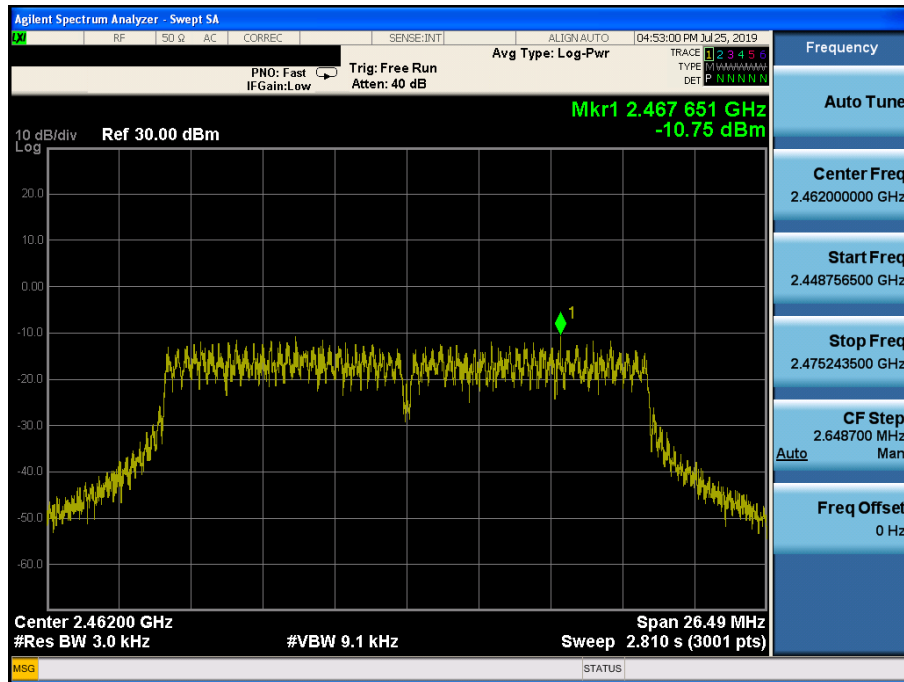 Agilent Spectrum Analyzer - Swept SA
LXI RF 50 Ω AC CORREC SENSE:INT ALIGN AUTO 04:53:00 PM Jul 25, 2019
Frequency
Avg Type: Log-Pwr
TRACE 1 2 3 4 5 6
TYPE M W W W W W
DET P N N N N N
PNO: Fast
IFGain:Low
Trig: Free Run
Atten: 40 dB
Auto Tune
Mkr1 2.467 651 GHz
-10.75 dBm
10 dB/div
Log
Ref 30.00 dBm
Center Freq
2.462000000 GHz
20.0
10.0
Start Freq
2.448756500 GHz
0.00
1
-10.0
Stop Freq
2.475243500 GHz
-20.0
-30.0
CF Step
2.648700 MHz
Auto Man
-40.0
-50.0
Freq Offset
0 Hz
-60.0
Center 2.46200 GHz
Span 26.49 MHz
#Res BW 3.0 kHz
#VBW 9.1 kHz
Sweep 2.810 s (3001 pts)
MSG
STATUS